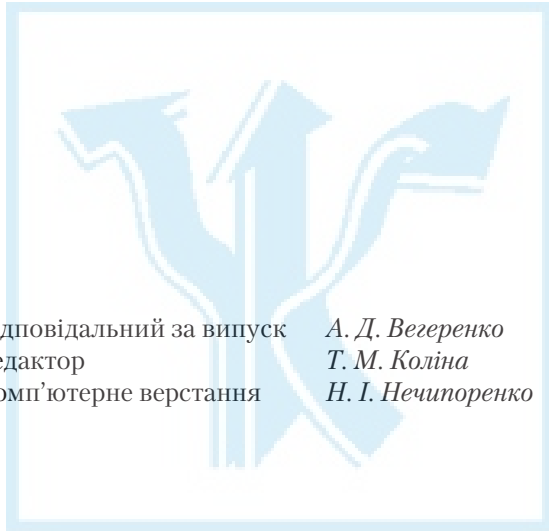 дповідальний за випуск А. Д. Вегеренко
едактор Т. М. Коліна
омп'ютерне верстання Н. І. Нечипоренко